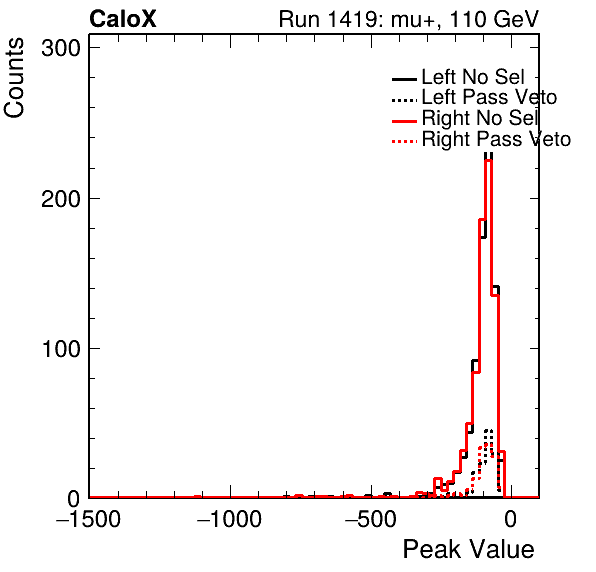 CaloX Run 1419: mu+, 110 GeV
Counts
300
200
100
0
Left No Sel
Left Pass Veto
Right No Sel
Right Pass Veto
−1500 −1000 −500 0
Peak Value